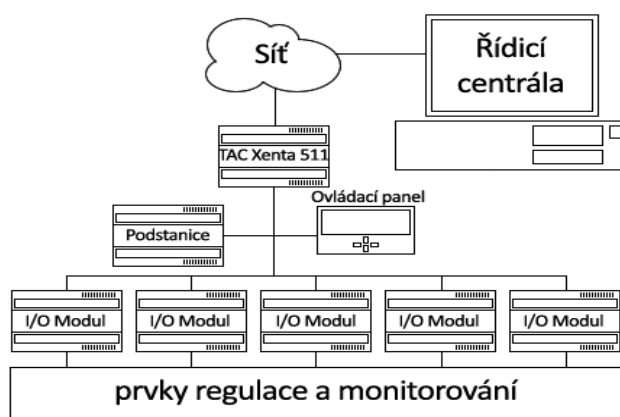 Síť
Řídicí
centrála
TAC Xenta 511
Ovládací panel
Podstanice
I/O Modul
I/O Modul
I/O Modul
I/O Modul
I/O Modul
prvky regulace a monitorování